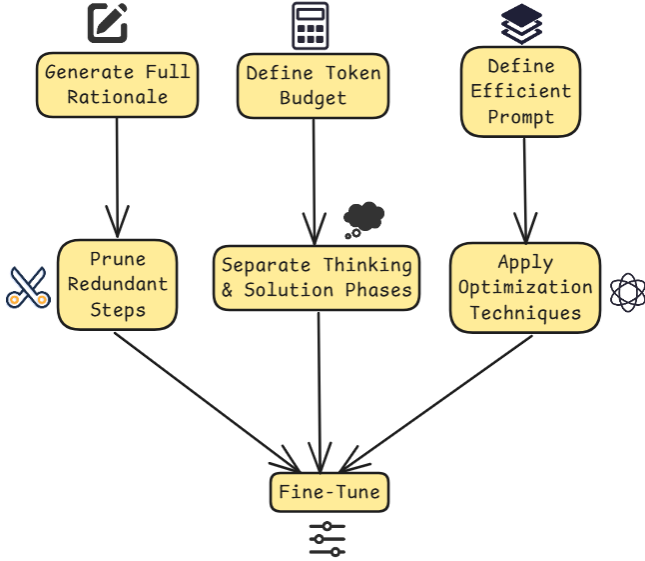 Generate Full
Rationale
Define Token
Budget
Define
Efficient
Prompt
Prune
Redundant
Steps
Separate Thinking
& Solution Phases
Apply
Optimization
Techniques
Fine-Tune